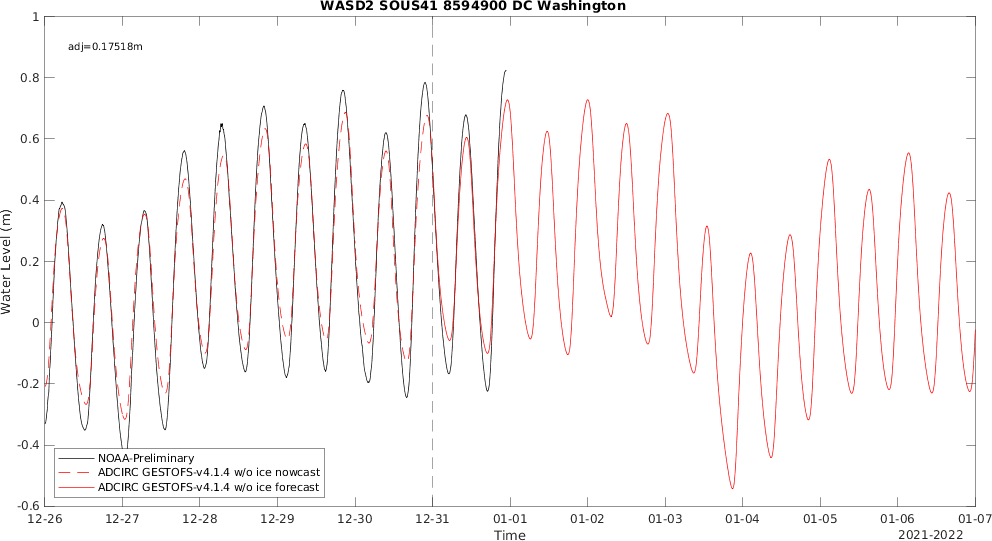 WASD2 SOUS41 8594900 DC Washington
adj=0.17518m
1
0.8
0.6
0.4
0.2
0
-0.2
-0.4
-0.6
Water Level (m)
NOAA-Preliminary
ADCIRC GESTOFS-v4.1.4 w/o ice nowcast
ADCIRC GESTOFS-v4.1.4 w/o ice forecast
12-26 12-27 12-28 12-29 12-30 12-31 01-01 01-02 01-03 01-04 01-05 01-06 01-07
Time
2021-2022